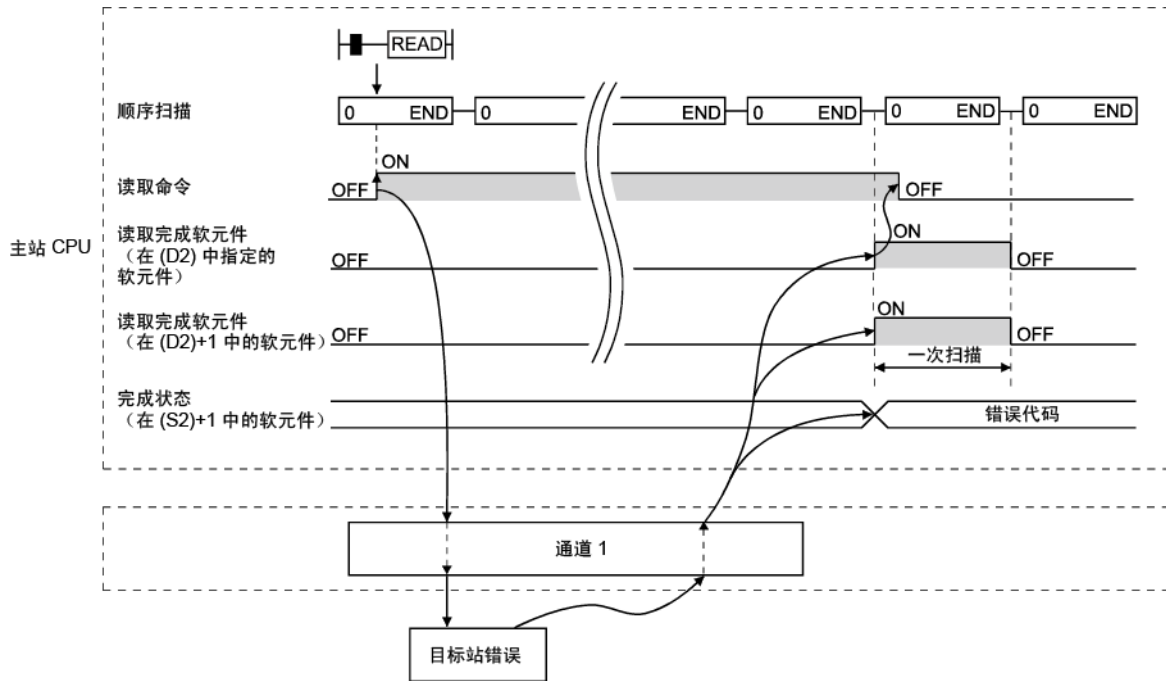 READ
顺序扫描
0 END 0 END 0 END 0 END 0 END
ON
读取命令
OFF
OFF
主站 CPU
读取完成软元件
(在 (D2) 中指定的
软元件)
ON
OFF
OFF
读取完成软元件
(在 (D2)+1 中的软元件)
ON
OFF
OFF
一次扫描
完成状态
(在 (S2)+1 中的软元件)
错误代码
通道 1
目标站错误